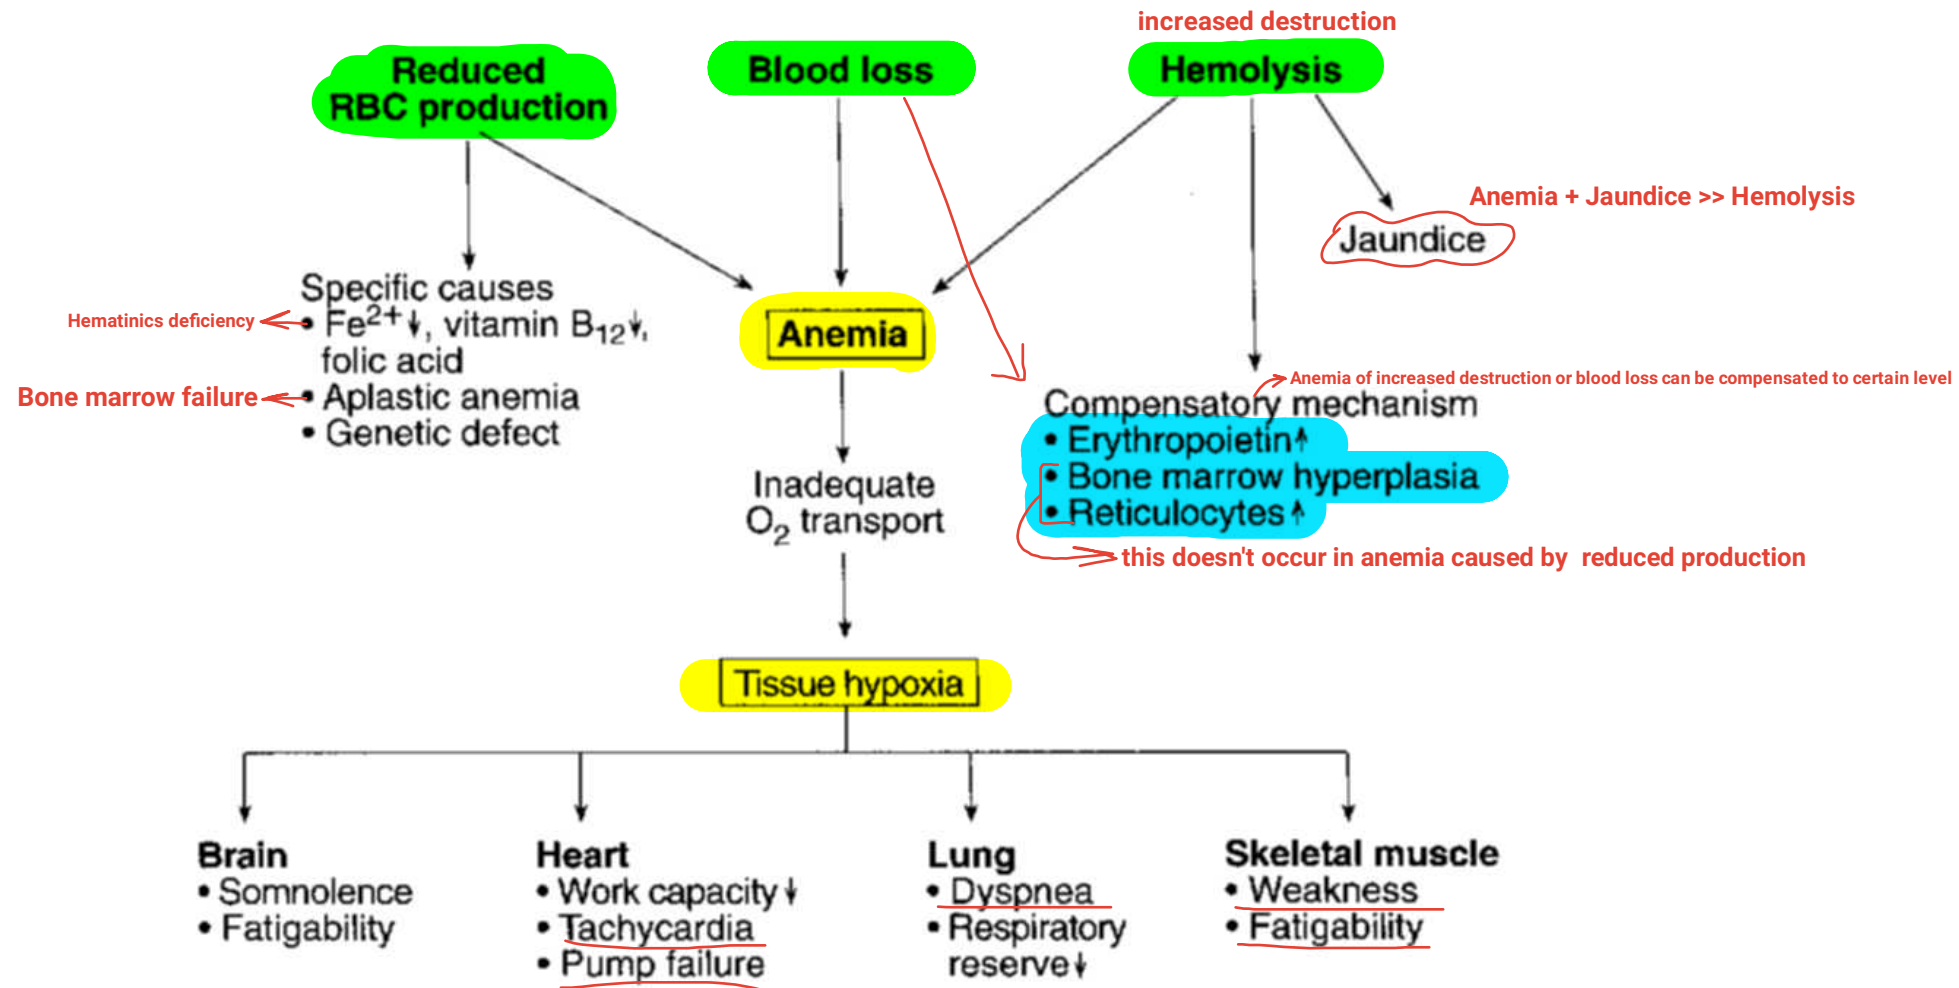 increased destruction
Reduced
RBC production
Blood loss
Hemolysis
Anemia + Jaundice >> Hemolysis
Jaundice
Specific causes
Hematinics deficiency
• Fe2+↓, vitamin B12↓,
folic acid
Bone marrow failure
• Aplastic anemia
• Genetic defect
Anemia
Anemia of increased destruction or blood loss can be compensated to certain level
Compensatory mechanism
• Erythropoietin↑
• Bone marrow hyperplasia
• Reticulocytes↑
this doesn't occur in anemia caused by reduced production
Inadequate
O2 transport
Tissue hypoxia
Brain
• Somnolence
• Fatigability
Heart
• Work capacity↓
• Tachycardia
• Pump failure
Lung
• Dyspnea
• Respiratory
reserve↓
Skeletal muscle
• Weakness
• Fatigability